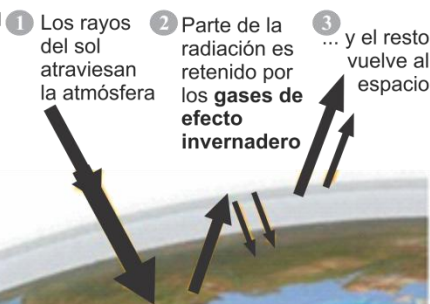 1 Los rayos
del sol
atraviesan
la atmósfera
2 Parte de la
radiación es
retenido por
los gases de
efecto
invernadero
3
... y el resto
vuelve al
espacio